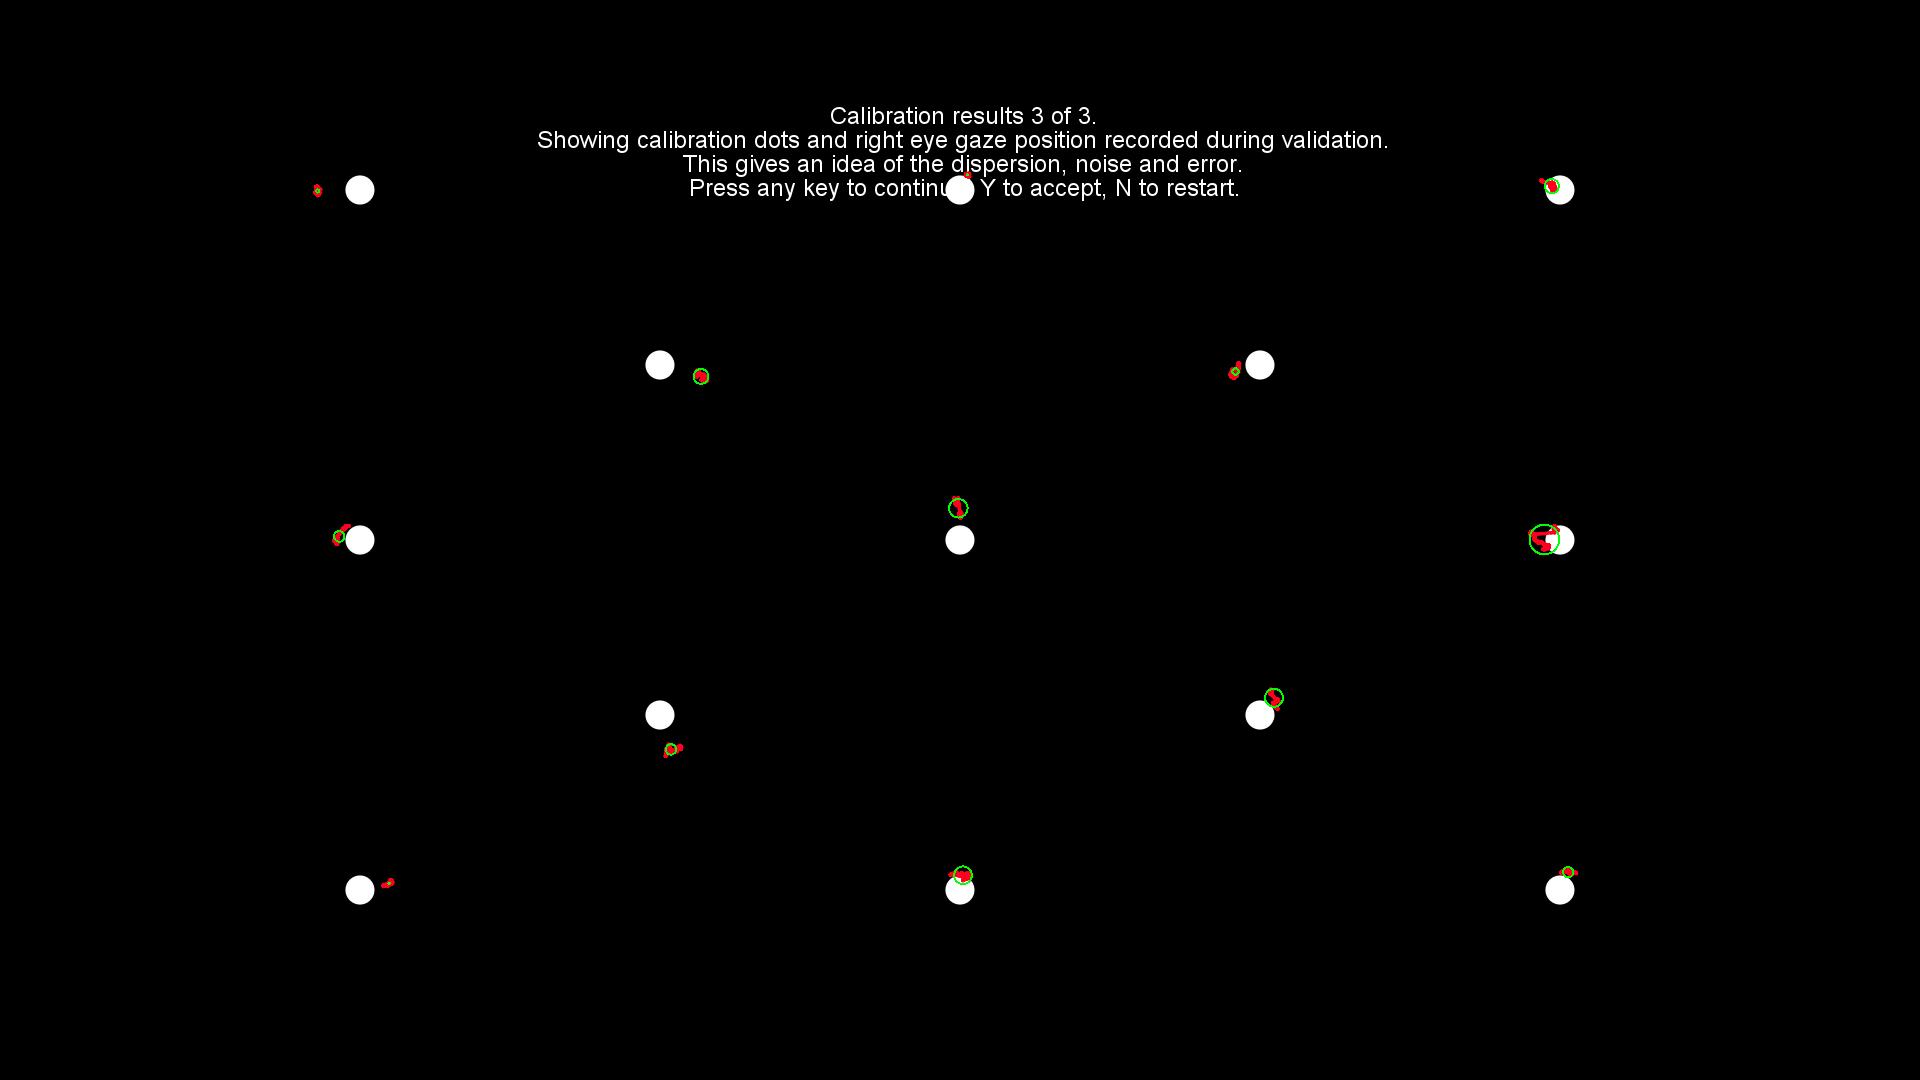 Calibration results 3 of 3.
Showing calibration dots and right eye gaze position recorded during validation.
This gives an idea of the dispersion, noise and error.
Press any key to continu Y to accept, N to restart.